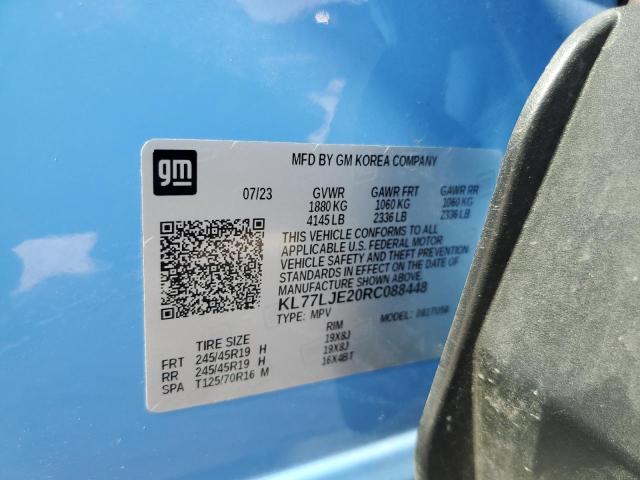 gm
MFD BY GM KOREA COMPANY
07/23 GVWR GAWR FRT GAWR RR
1880 KG 1060 KG 1060 KG
4145 LB 2336 LB 2336 LB
THIS VEHICLE CONFORMS TO ALL
APPLICABLE U.S. FEDERAL MOTOR
VEHICLE SAFETY AND THEFT PREVENTION
STANDARDS IN EFFECT ON THE DATE OF
MANUFACTURE SHOWN ABOVE
KL77LJE20RC088448
TYPE: MPV MODEL:
TIRE SIZE RIM
FRT 245/45R19 H 19X8J
RR 245/45R19 H 19X8J
SPA T125/70R16 M 16X4BT